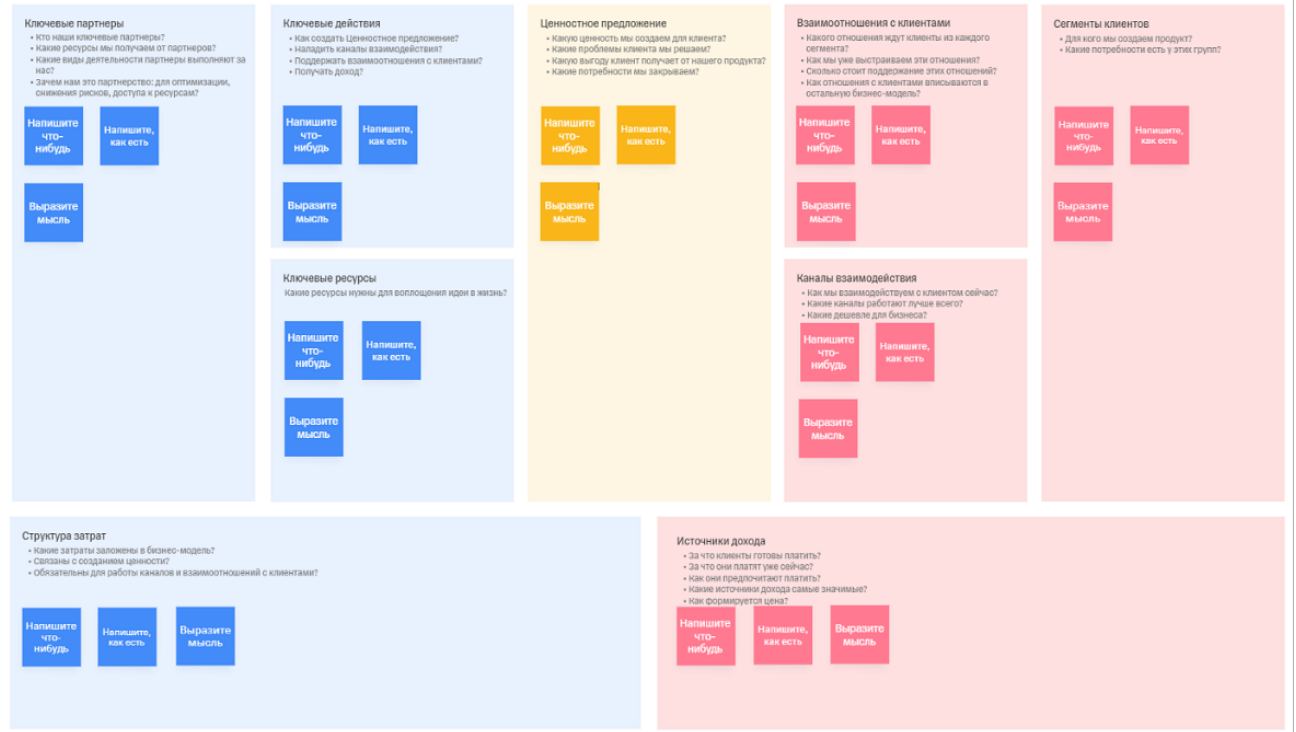 Ключевые партнеры
• Кто наши ключевые партнеры?
• Какие ресурсы мы получаем от партнеров?
• Какие виды деятельности партнеры выполняют за
нас?
• Зачем нам это партнерство: для оптимизации,
снижения рисков, доступа к ресурсам?
Напишите
что-
нибудь
Напишите,
как есть
Выразите
мысль
Ключевые действия
• Как создать Ценностное предложение?
• Наладить каналы взаимодействия?
• Поддержать взаимоотношения с клиентами?
• Получать доход?
Напишите
что-
нибудь
Напишите,
как есть
Выразите
мысль
Ключевые ресурсы
Какие ресурсы нужны для воплощения идеи в жизнь?
Напишите
что-
нибудь
Напишите,
как есть
Выразите
мысль
Ценностное предложение
• Какую ценность мы создаем для клиента?
• Какие проблемы клиента мы решаем?
• Какую выгоду клиент получает от нашего продукта?
• Какие потребности мы закрываем?
Напишите
что-
нибудь
Напишите,
как есть
Выразите
мысль
Взаимоотношения с клиентами
• Какого отношения ждут клиенты из каждого
сегмента?
• Как мы уже выстраиваем эти отношения?
• Сколько стоит поддержание этих отношений?
• Как отношения с клиентами вписываются в
остальную бизнес-модель?
Напишите
что-
нибудь
Напишите,
как есть
Выразите
мысль
Каналы взаимодействия
• Как мы взаимодействуем с клиентом сейчас?
• Какие каналы работают лучше всего?
• Какие дешевле для бизнеса?
Напишите
что-
нибудь
Напишите,
как есть
Выразите
мысль
Сегменты клиентов
• Для кого мы создаем продукт?
• Какие потребности есть у этих групп?
Напишите
что-
нибудь
Напишите,
как есть
Выразите
мысль
Структура затрат
• Какие затраты заложены в бизнес-модель?
• Связаны с созданием ценности?
• Обязательны для работы каналов и взаимоотношений с клиентами?
Напишите
что-
нибудь
Напишите,
как есть
Выразите
мысль
Источники дохода
• За что клиенты готовы платить?
• За что они платят уже сейчас?
• Как они предпочитают платить?
• Какие источники дохода самые значимые?
• Как формируется цена?
Напишите
что-
нибудь
Напишите,
как есть
Выразите
мысль